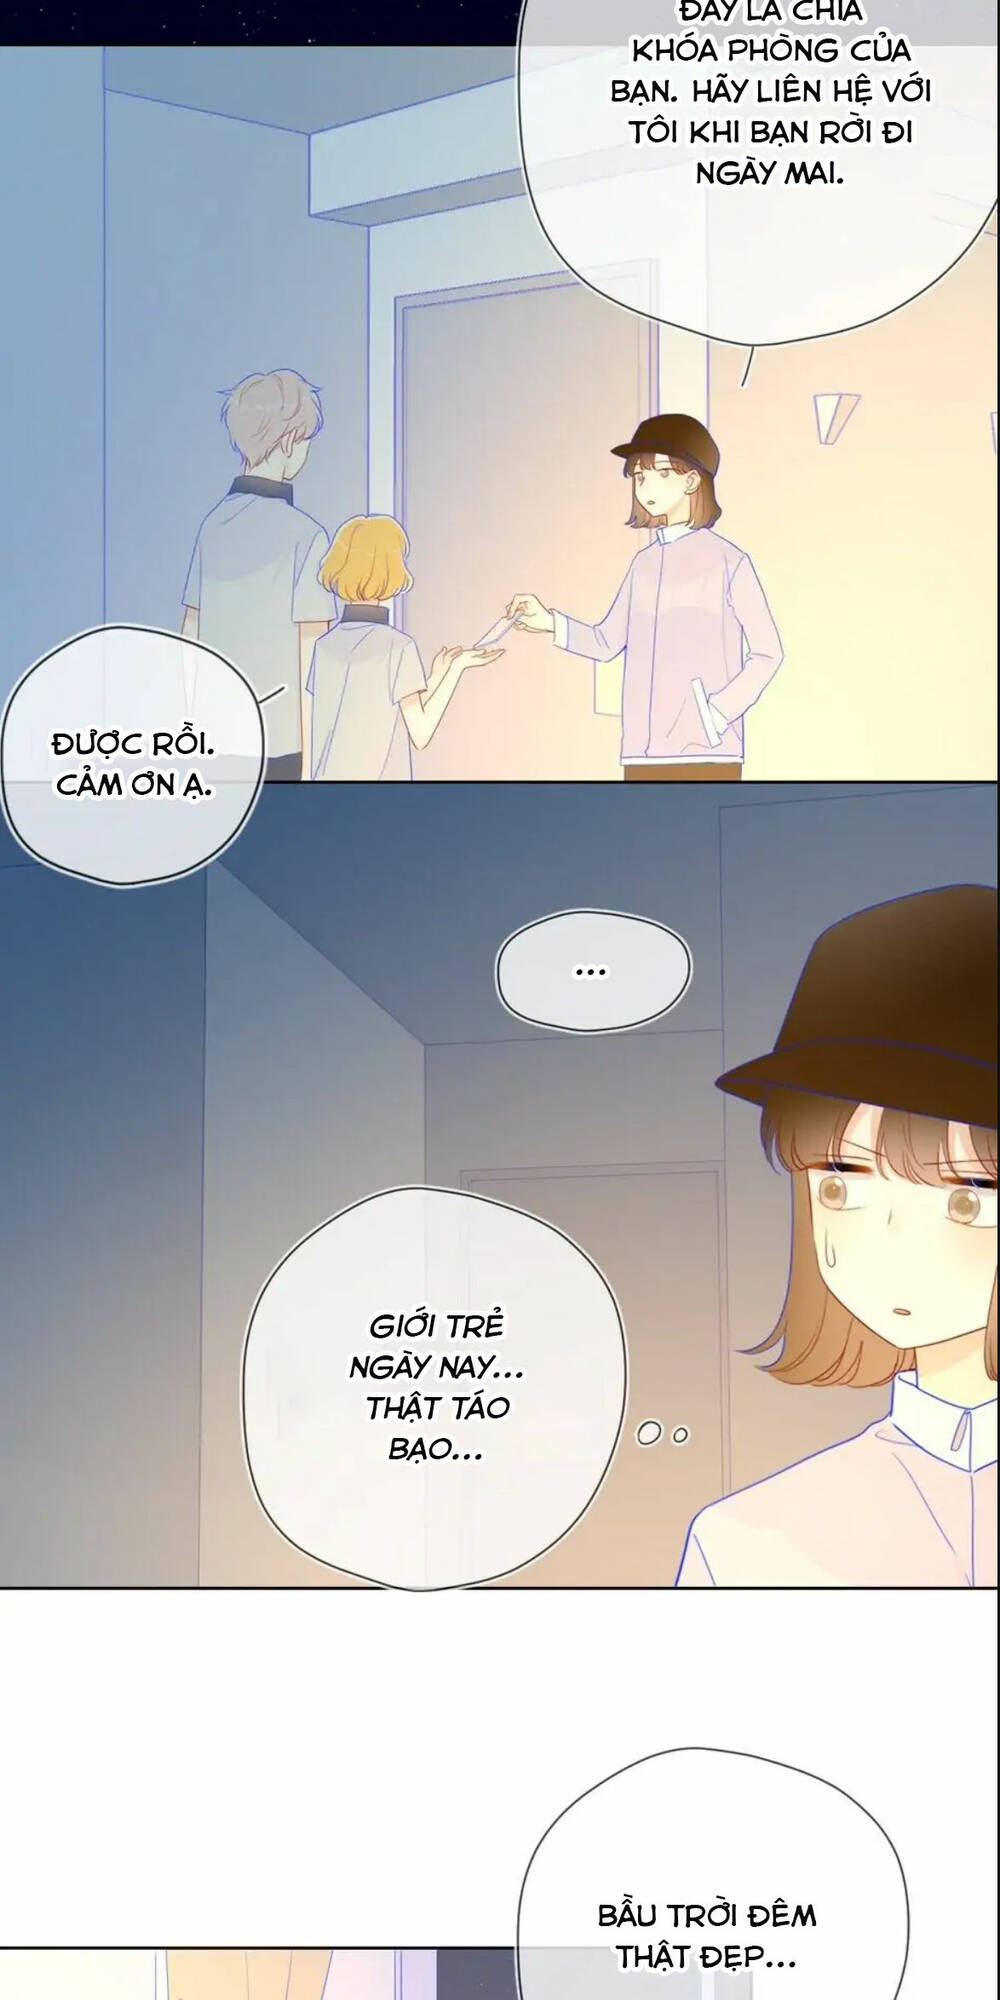 ĐÂY LÀ CHÌA
KHÓA PHÒNG CỦA
BẠN. HÃY LIÊN HỆ VỚI
TÔI KHI BẠN RỜI ĐI
NGÀY MAI.
ĐƯỢC RỒI.
CẢM ƠN Ạ.
...
GIỚI TRẺ
NGÀY NAY...
THẬT TÁO
BẠO...
BẦU TRỜI ĐÊM
THẬT ĐẸP...